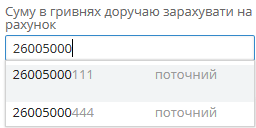 Суму в гривнях доручаю зарахувати на
рахунок
26005000
26005000111 поточний
26005000444 поточний